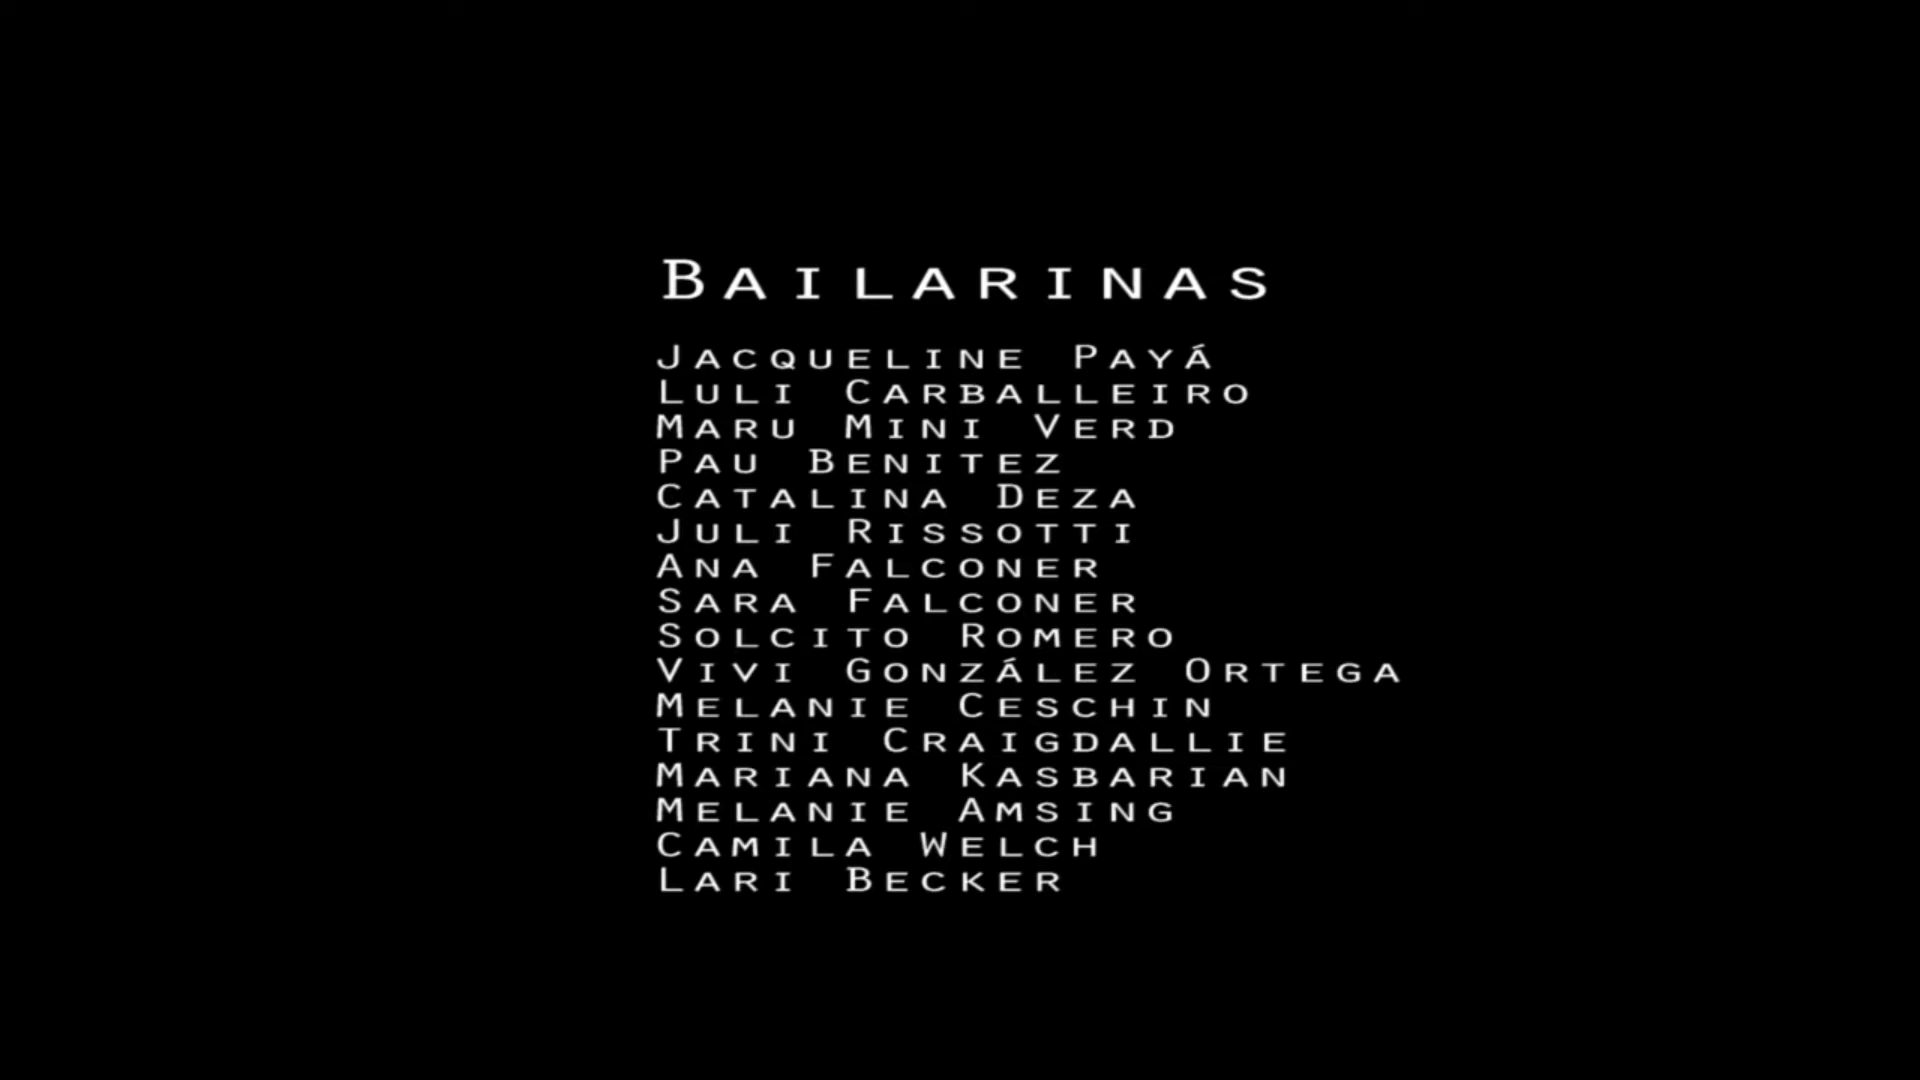 Bailarinas
Jacqueline Payá
Luli Carballeiro
Maru Mini Verd
Pau Benitez
Catalina Deza
Juli Rissotti
Ana Falconer
Sara Falconer
Solcito Romero
Vivi González Ortega
Melanie Ceschin
Trini Craigdallie
Mariana Kasbarian
Melanie Amsing
Camila Welch
Lari Becker